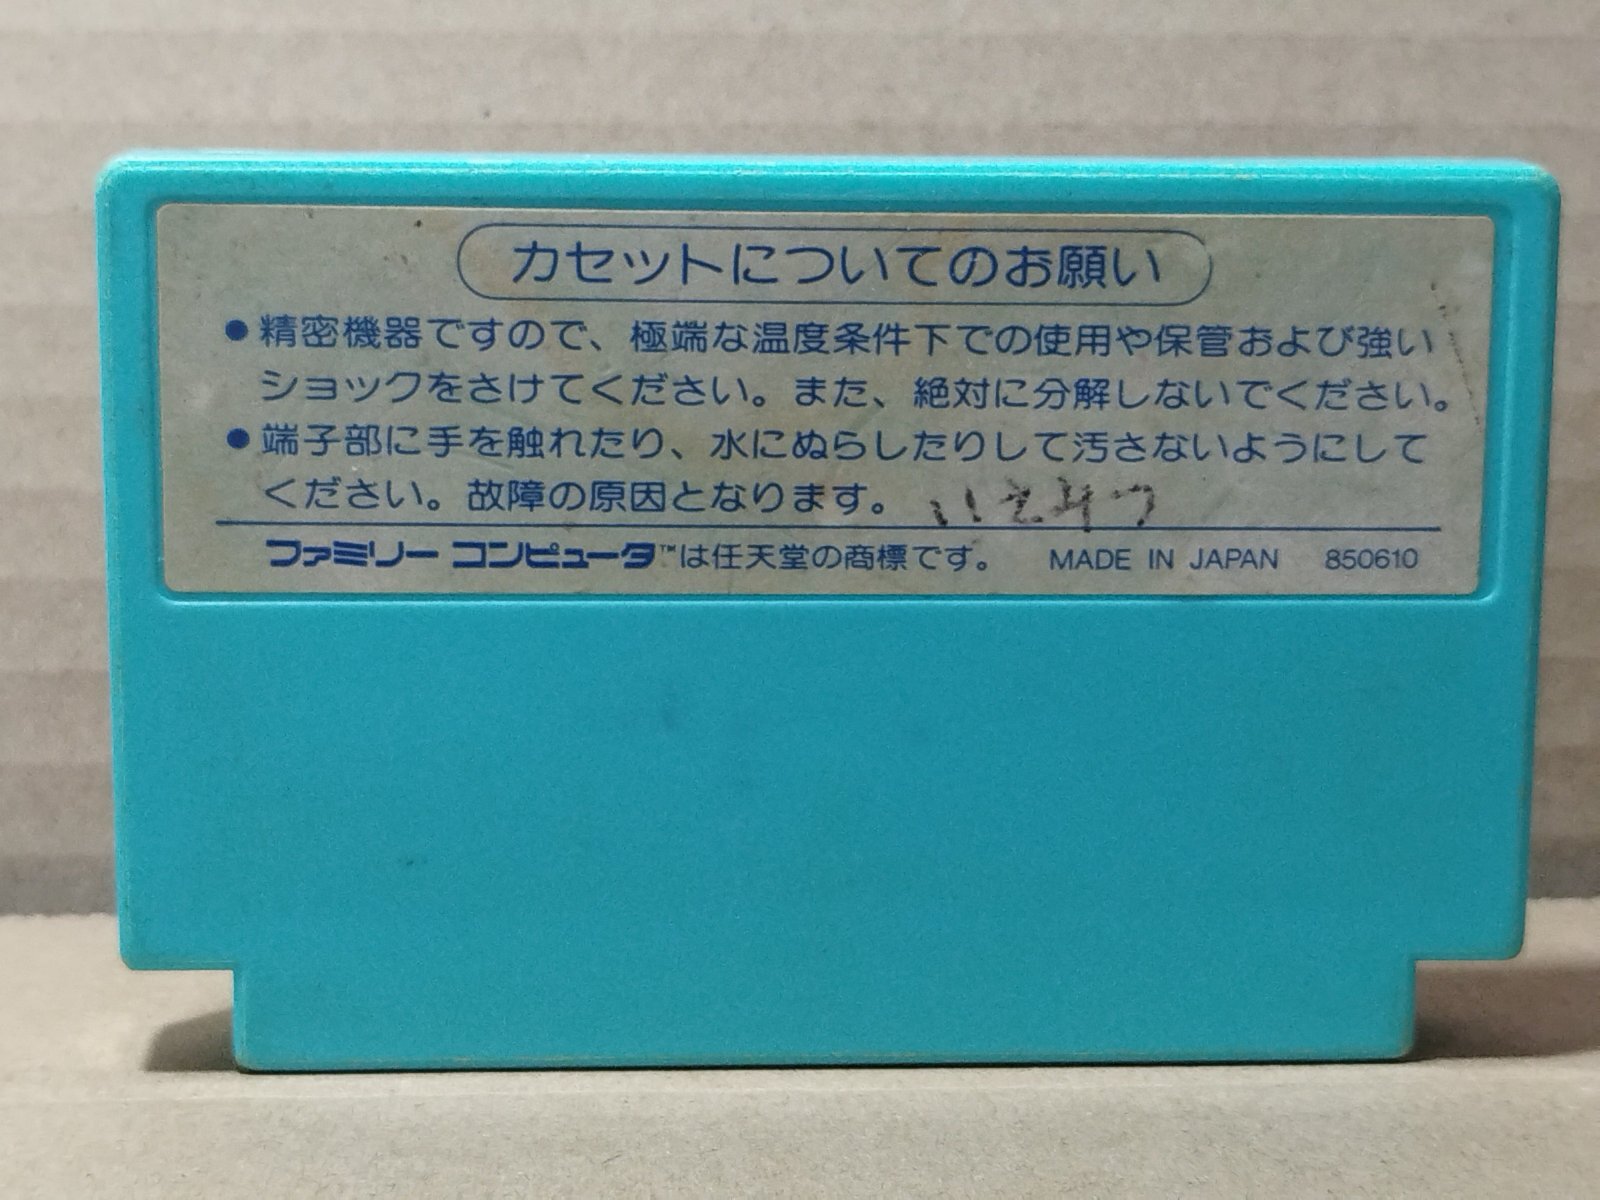 カセットについてのお願い
●精密機器ですので、極端な温度条件下での使用や保管および強い
ショックをさけてください。また、絶対に分解しないでください。
●端子部に手を触れたり、水にぬらしたりして汚さないようにして
ください。故障の原因となります。
ファミリー コンピュータ™は任天堂の商標です。 MADE IN JAPAN 850610